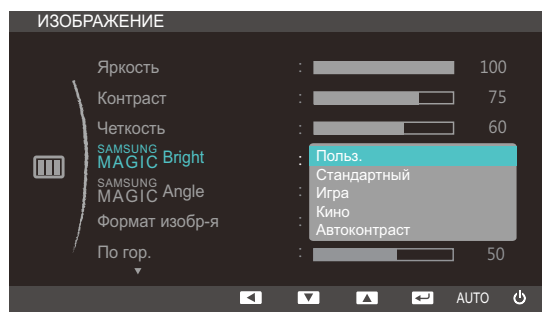 ИЗОБРАЖЕНИЕ
Яркость : 100
Контраст : 75
Четкость : 60
SAMSUNG MAGIC Bright : Польз.
Стандартный
SAMSUNG MAGIC Angle : Игра
Кино
Формат изобр-я : Автоконтраст
По гор. : 50
AUTO